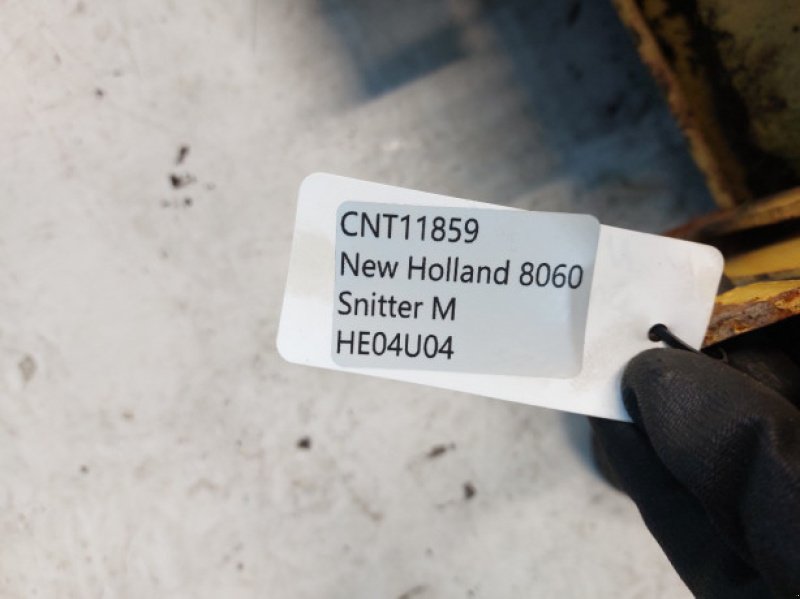 CNT11859
New Holland 8060
Snitter M
HE04U04